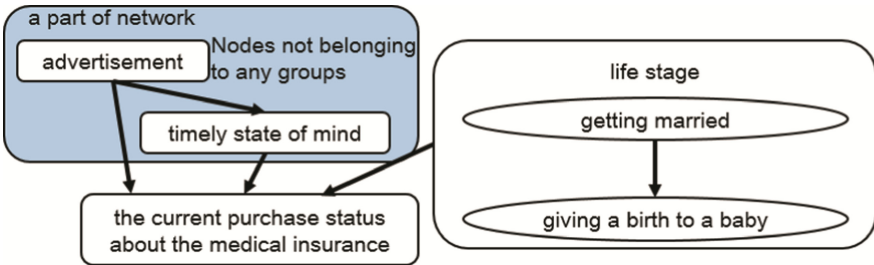 a part of network
advertisement
Nodes not belonging
to any groups
timely state of mind
the current purchase status
about the medical insurance
life stage
getting married
giving a birth to a baby